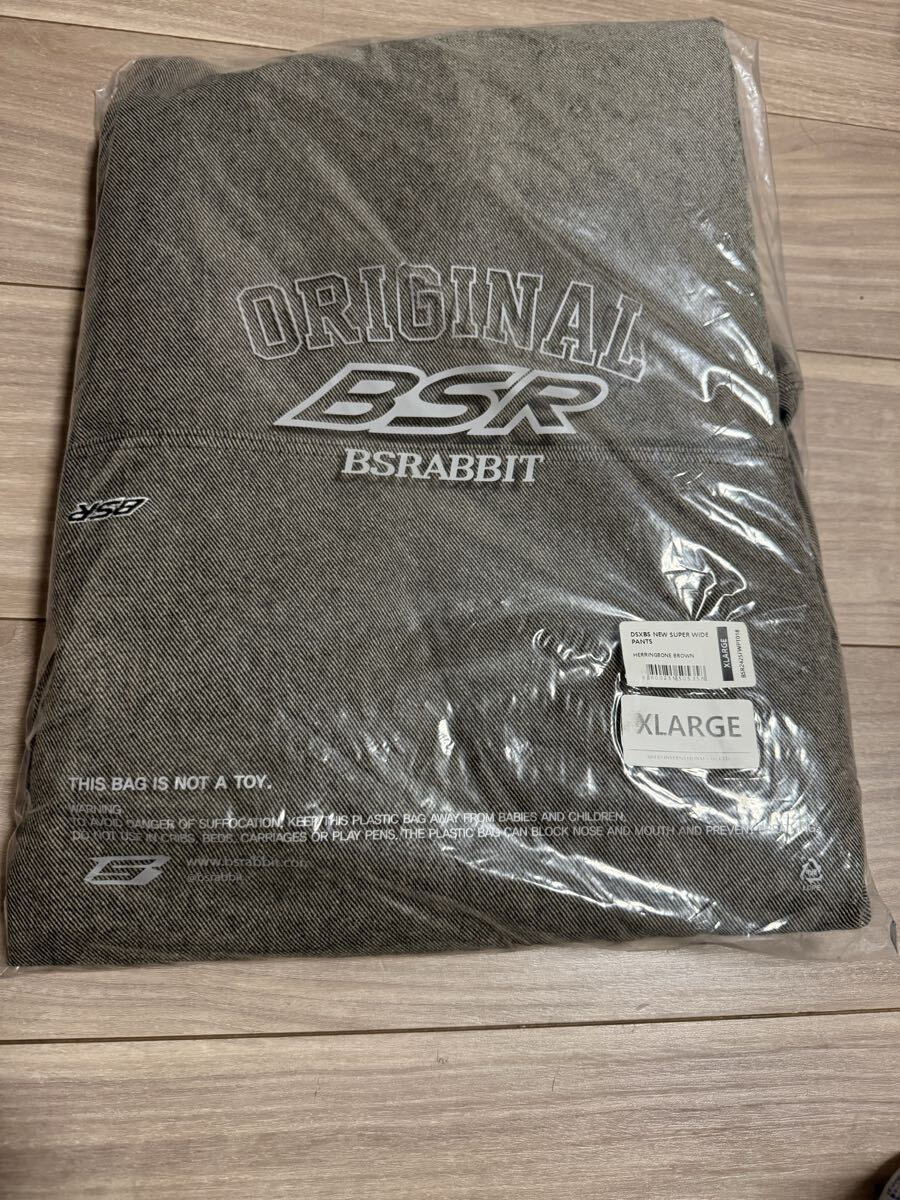 ORIGINAL
BSR
BSRABBIT
BSR
DSXBS NEW SUPER WIDE
PANTS
HERRINGBONE BROWN
XLARGE
XLARGE
THIS BAG IS NOT A TOY.
WARNING:
TO AVOID DANGER OF SUFFOCATION, KEEP THIS PLASTIC BAG AWAY FROM BABIES AND CHILDREN.
DO NOT USE IN CRIBS, BEDS, CARRIAGES OR PLAY PENS. THE PLASTIC BAG CAN BLOCK NOSE AND MOUTH AND PREVENT
www.bsrabbit.com
@bsrabbit